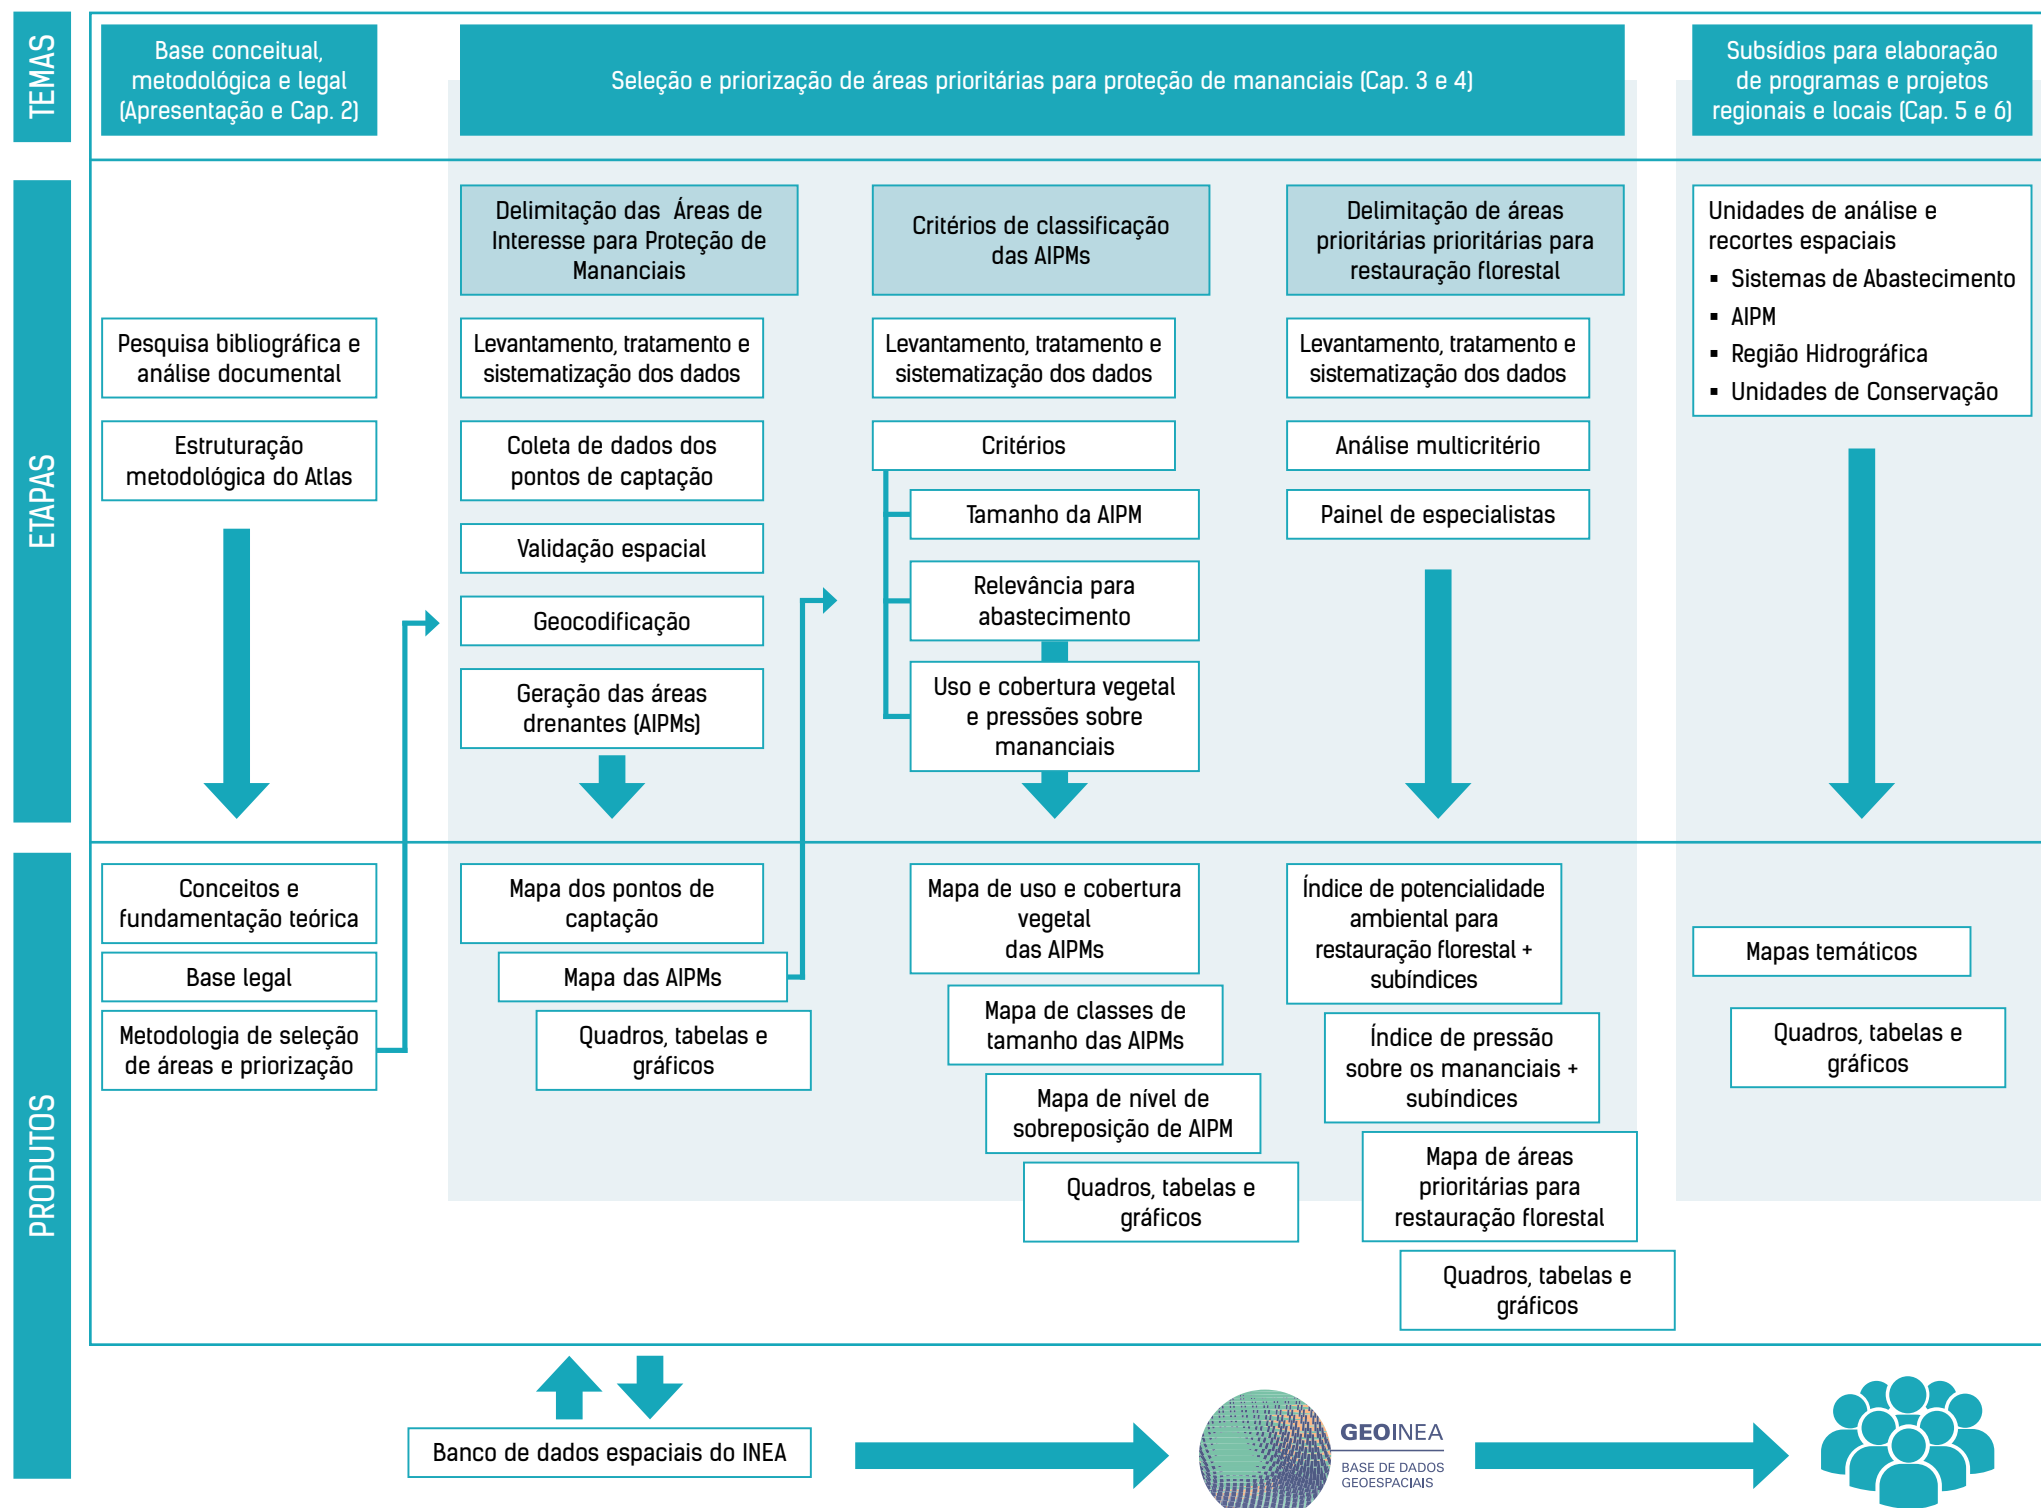 TEMAS
Base conceitual,
metodológica e legal
(Apresentação e Cap. 2)
Seleção e priorização de áreas prioritárias para proteção de mananciais (Cap. 3 e 4)
Subsídios para elaboração
de programas e projetos
regionais e locais (Cap. 5 e 6)
ETAPAS
Pesquisa bibliográfica e
análise documental
Estruturação
metodológica do Atlas
Delimitação das Áreas de
Interesse para Proteção de
Mananciais
Levantamento, tratamento e
sistematização dos dados
Coleta de dados dos
pontos de captação
Validação espacial
Geocodificação
Geração das áreas
drenantes (AIPMs)
Critérios de classificação
das AIPMs
Levantamento, tratamento e
sistematização dos dados
Critérios
Tamanho da AIPM
Relevância para
abastecimento
Uso e cobertura vegetal
e pressões sobre
mananciais
Delimitação de áreas
prioritárias prioritárias para
restauração florestal
Levantamento, tratamento e
sistematização dos dados
Análise multicritério
Painel de especialistas
Unidades de análise e
recortes espaciais
▪ Sistemas de Abastecimento
▪ AIPM
▪ Região Hidrográfica
▪ Unidades de Conservação
PRODUTOS
Conceitos e
fundamentação teórica
Base legal
Metodologia de seleção
de áreas e priorização
Mapa dos pontos de
captação
Mapa das AIPMs
Quadros, tabelas e
gráficos
Mapa de uso e cobertura
vegetal
das AIPMs
Mapa de classes de
tamanho das AIPMs
Mapa de nível de
sobreposição de AIPM
Quadros, tabelas e
gráficos
Índice de potencialidade
ambiental para
restauração florestal +
subíndices
Índice de pressão
sobre os mananciais +
subíndices
Mapa de áreas
prioritárias para
restauração florestal
Quadros, tabelas e
gráficos
Mapas temáticos
Quadros, tabelas e
gráficos
Banco de dados espaciais do INEA
GEOINEA
BASE DE DADOS
GEOESPACIAIS